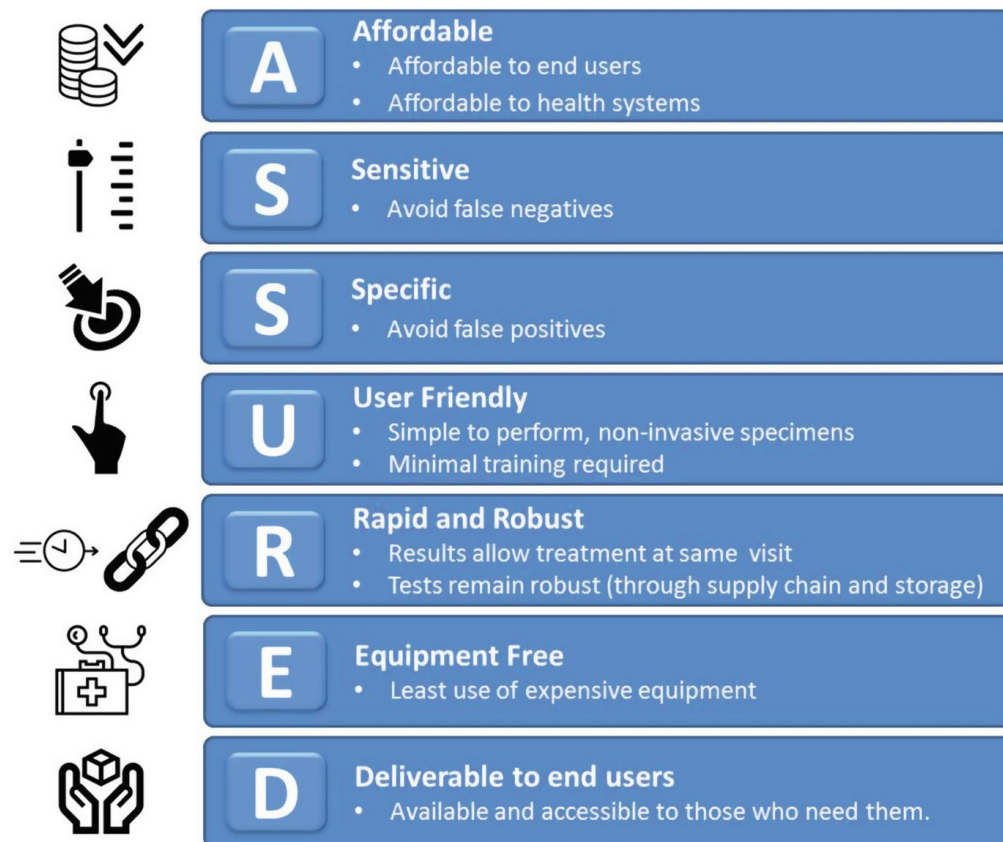 A
Affordable
• Affordable to end users
• Affordable to health systems
S
Sensitive
• Avoid false negatives
S
Specific
• Avoid false positives
U
User Friendly
• Simple to perform, non-invasive specimens
• Minimal training required
R
Rapid and Robust
• Results allow treatment at same visit
• Tests remain robust (through supply chain and storage)
E
Equipment Free
• Least use of expensive equipment
D
Deliverable to end users
• Available and accessible to those who need them.